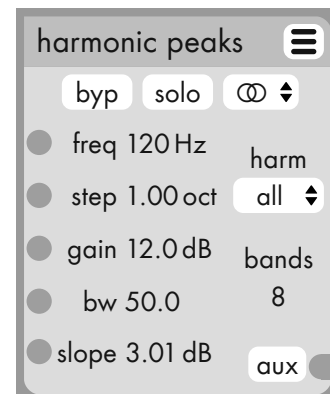 harmonic peaks
byp solo
freq 120 Hz
harm
step 1.00 oct
all
gain 12.0 dB
bands
bw 50.0
8
slope 3.01 dB
aux